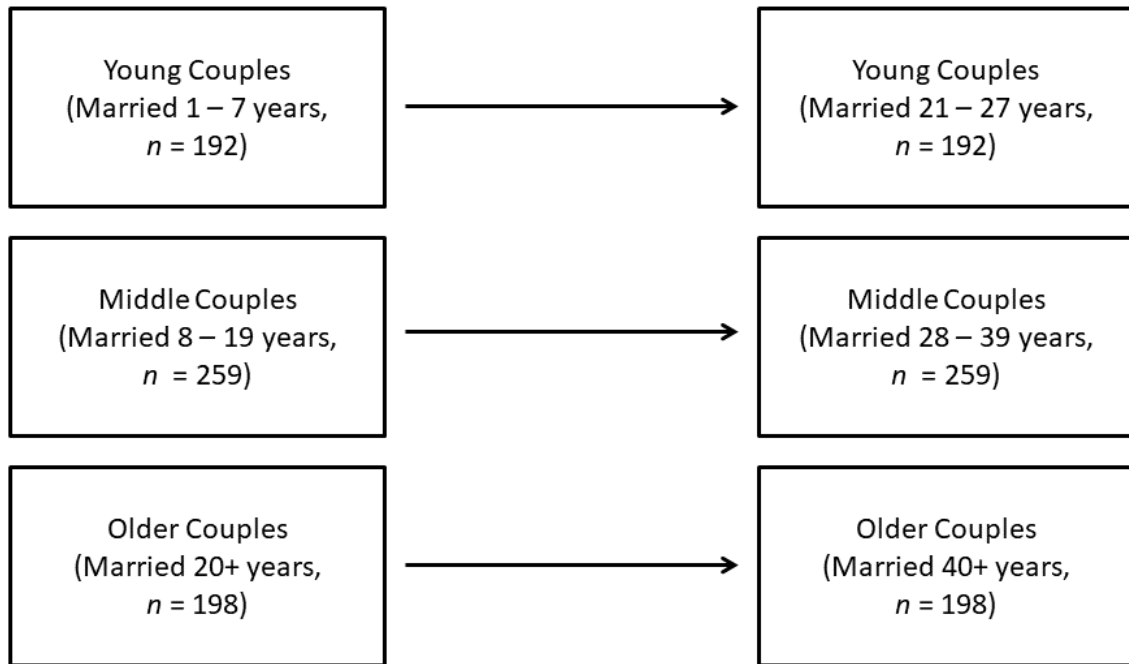 Young Couples
(Married 1 – 7 years,
n = 192)
Young Couples
(Married 21 – 27 years,
n = 192)
Middle Couples
(Married 8 – 19 years,
n = 259)
Middle Couples
(Married 28 – 39 years,
n = 259)
Older Couples
(Married 20+ years,
n = 198)
Older Couples
(Married 40+ years,
n = 198)